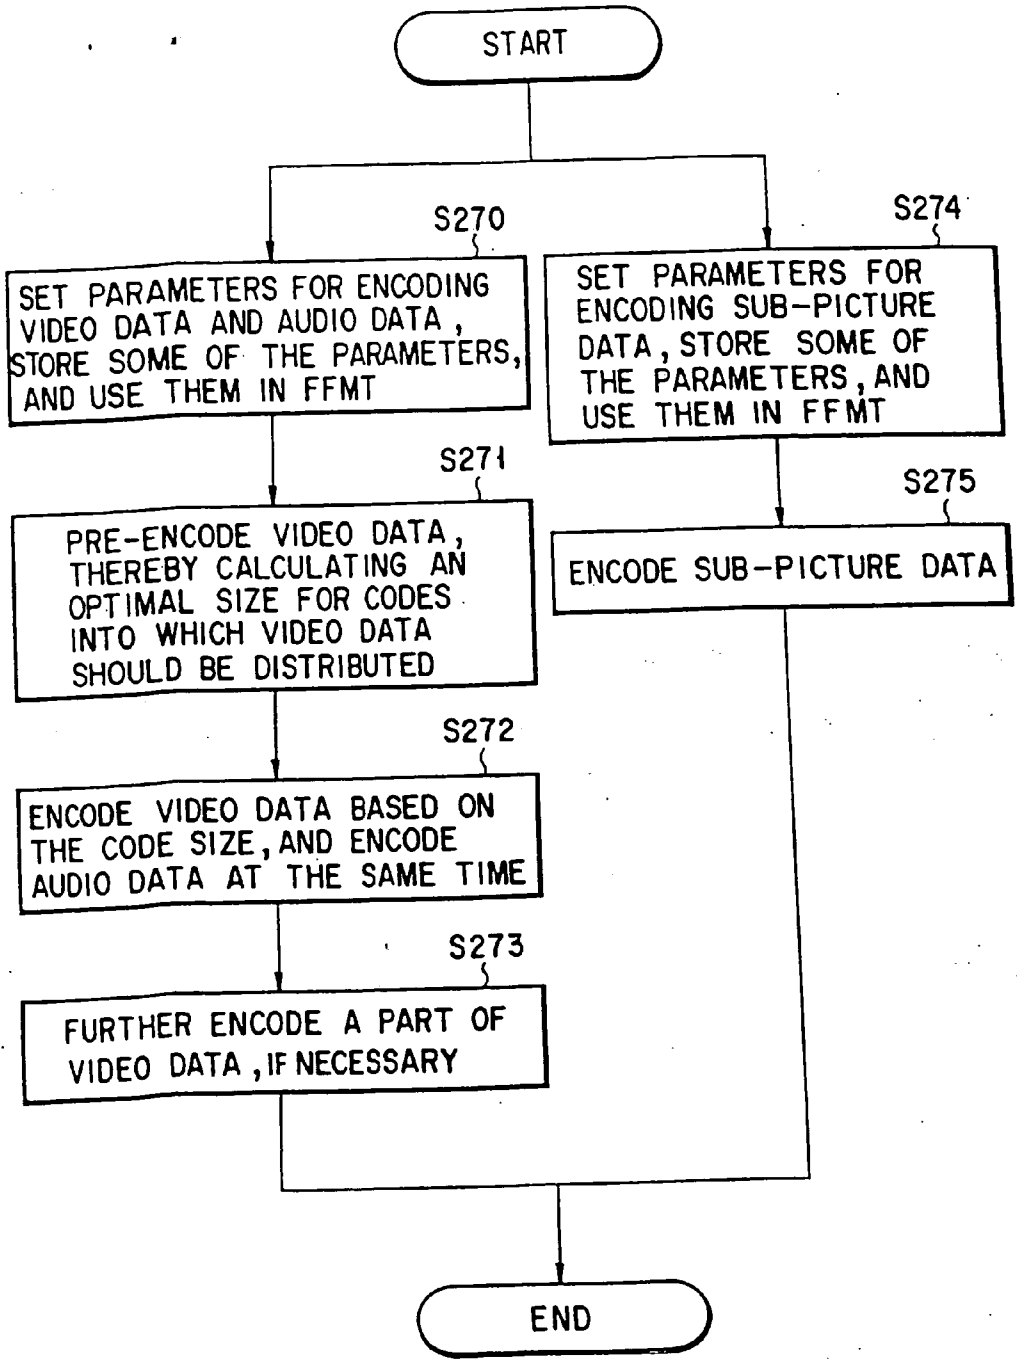 START
S270
SET PARAMETERS FOR ENCODING
VIDEO DATA AND AUDIO DATA,
STORE SOME OF THE PARAMETERS,
AND USE THEM IN FFMT
S271
PRE-ENCODE VIDEO DATA,
THEREBY CALCULATING AN
OPTIMAL SIZE FOR CODES
INTO WHICH VIDEO DATA
SHOULD BE DISTRIBUTED
S272
ENCODE VIDEO DATA BASED ON
THE CODE SIZE, AND ENCODE
AUDIO DATA AT THE SAME TIME
S273
FURTHER ENCODE A PART OF
VIDEO DATA, IF NECESSARY
S274
SET PARAMETERS FOR
ENCODING SUB-PICTURE
DATA, STORE SOME OF
THE PARAMETERS, AND
USE THEM IN FFMT
S275
ENCODE SUB-PICTURE DATA
END